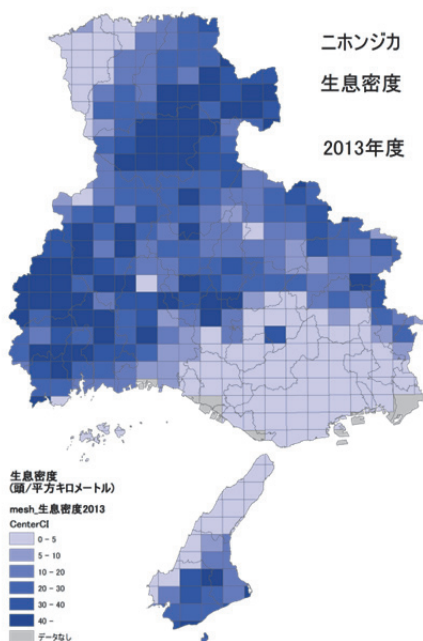 ニホンジカ
生息密度
2013年度
生息密度
(頭/平方キロメートル)
mesh_生息密度2013
CenterCI
0 - 5
5 - 10
10 - 20
20 - 30
30 - 40
40 -
データなし